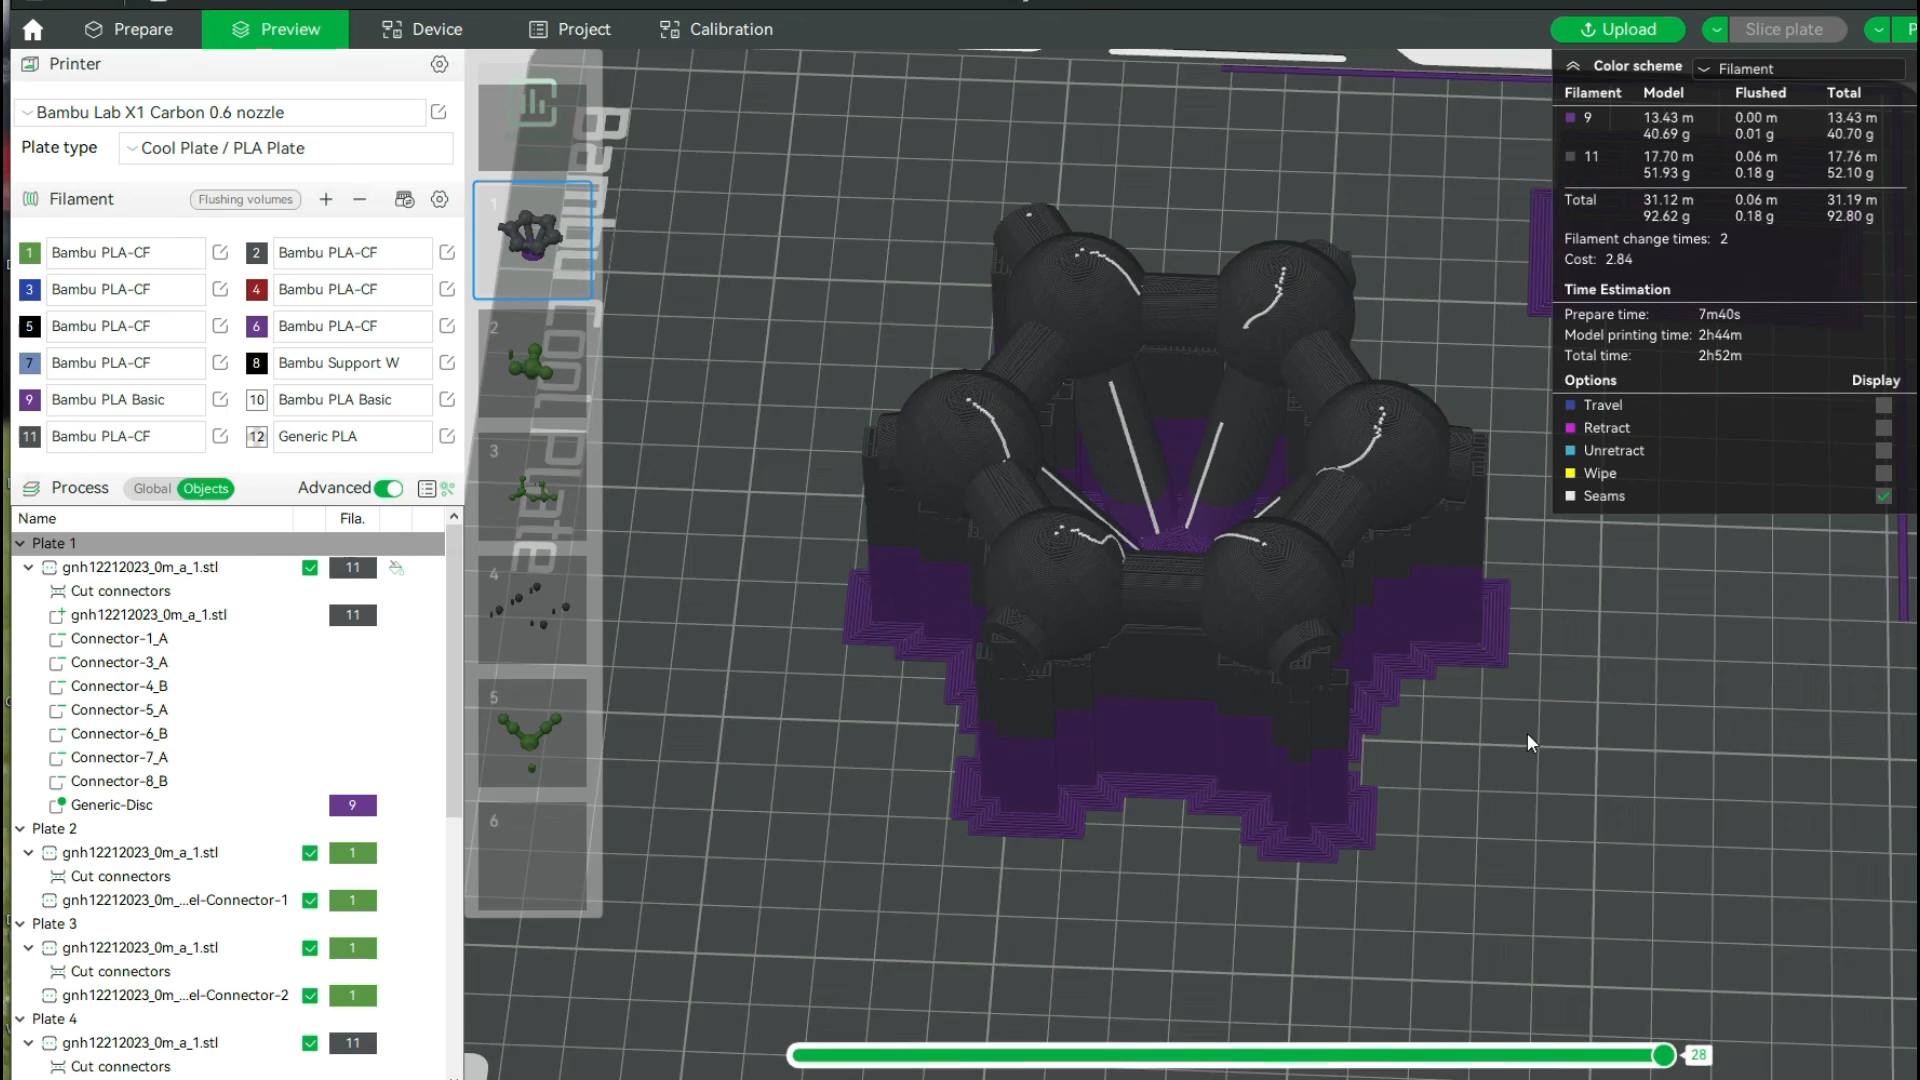 Prepare
Preview
Device
Project
Calibration
Upload
Slice plate
Printer
Bambu Lab X1 Carbon 0.6 nozzle
Plate type
Cool Plate / PLA Plate
Filament
Flushing volumes
1 Bambu PLA-CF
2 Bambu PLA-CF
3 Bambu PLA-CF
4 Bambu PLA-CF
5 Bambu PLA-CF
6 Bambu PLA-CF
7 Bambu PLA-CF
8 Bambu Support W
9 Bambu PLA Basic
10 Bambu PLA Basic
11 Bambu PLA-CF
12 Generic PLA
Process
Global
Objects
Advanced
Name Fila.
Plate 1
gnh12212023_0m_a_1.stl 11
Cut connectors
gnh12212023_0m_a_1.stl 11
Connector-1_A
Connector-3_A
Connector-4_B
Connector-5_A
Connector-6_B
Connector-7_A
Connector-8_B
Generic-Disc 9
Plate 2
gnh12212023_0m_a_1.stl 1
Cut connectors
gnh12212023_0m_...el-Connector-1 1
Plate 3
gnh12212023_0m_a_1.stl 1
Cut connectors
gnh12212023_0m_...el-Connector-2 1
Plate 4
gnh12212023_0m_a_1.stl 11
Cut connectors
1
2
3
4
5
6
Bambu Cool Plate
Color scheme
Filament
Filament Model Flushed Total
9 13.43 m 0.00 m 13.43 m
40.69 g 0.01 g 40.70 g
11 17.70 m 0.06 m 17.76 m
51.93 g 0.18 g 52.10 g
Total 31.12 m 0.06 m 31.19 m
92.62 g 0.18 g 92.80 g
Filament change times: 2
Cost: 2.84
Time Estimation
Prepare time: 7m40s
Model printing time: 2h44m
Total time: 2h52m
Options Display
Travel
Retract
Unretract
Wipe
Seams
28